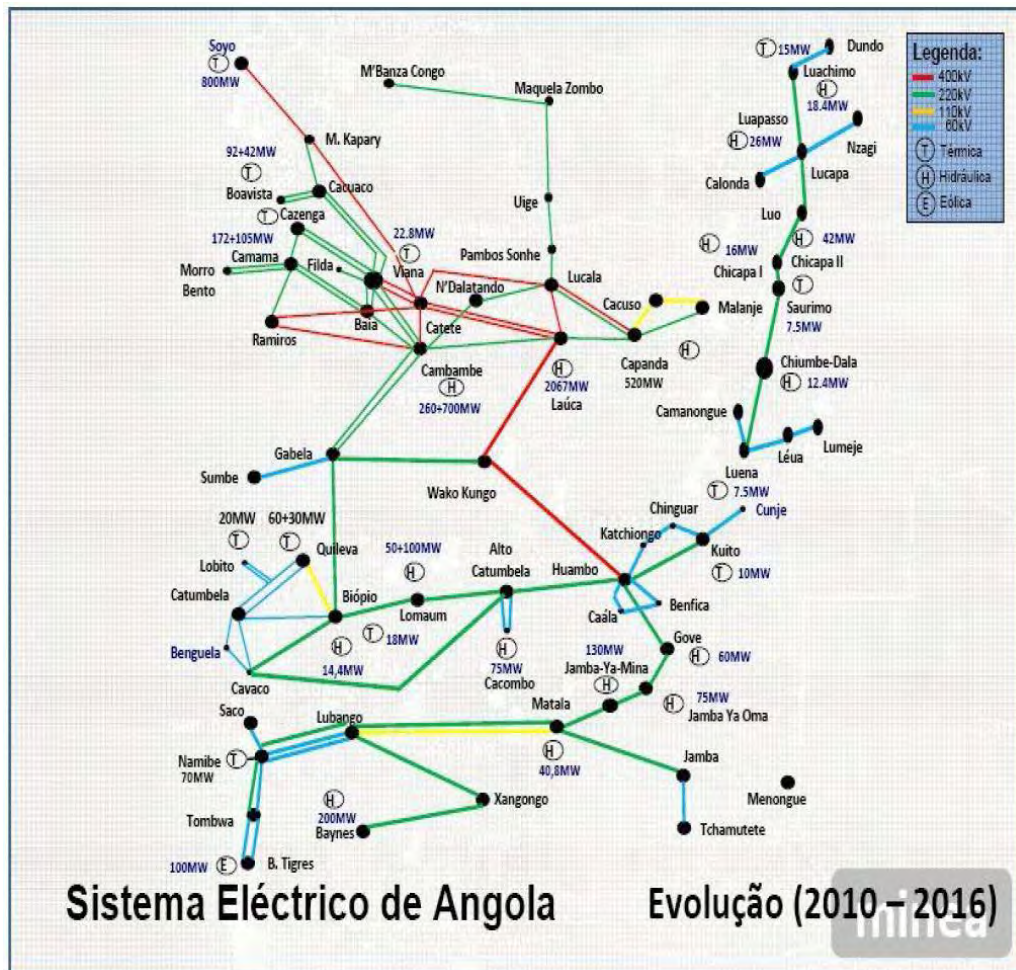 Soyo
T
800MW
M'Banza Congo
Maquela Zombo
M. Kapary
92+42MW
T
Boavista
Cacuaco
T
Cazenga
172+105MW
Camama
Filda
22.8MW
T
Viana
Morro
Bento
Uige
Pambos Sonhe
N'Dalatando
Lucala
Cacuso
Malanje
Ramiros
Baia
Catete
Cambambe
H
260+700MW
H
2067MW
Laúca
Capanda
520MW
H
T
15MW
Dundo
Luachimo
H
18.4MW
Luapasso
H
26MW
Nzagi
Calonda
Lucapa
Luo
H
16MW
H
42MW
Chicapa I
Chicapa II
T
Saurimo
7.5MW
Chiumbe-Dala
H
12.4MW
Camanongue
Luena
Léua
Lumeje
T
7.5MW
Legenda:
400kV
220kV
110kV
60kV
T Térmica
H Hidráulica
E Eólica
Gabela
Sumbe
Wako Kungo
20MW
T
60+30MW
T
Quileva
Lobito
Catumbela
Benguela
Cavaco
Biópio
H
14,4MW
T
18MW
50+100MW
H
Lomaum
Alto
Catumbela
H
75MW
Cacombo
Huambo
Katchiongo
Chinguar
Cunje
Kuito
T
10MW
Caála
Benfica
Gove
H
60MW
130MW
Jamba-Ya-Mina
H
H
75MW
Jamba Ya Oma
Saco
Lubango
Matala
H
40,8MW
Namibe
T
70MW
Tombwa
100MW
E
B. Tigres
H
200MW
Baynes
Xangongo
Jamba
Tchamutete
Menongue
Sistema Eléctrico de Angola
Evolução (2010 – 2016)
minea